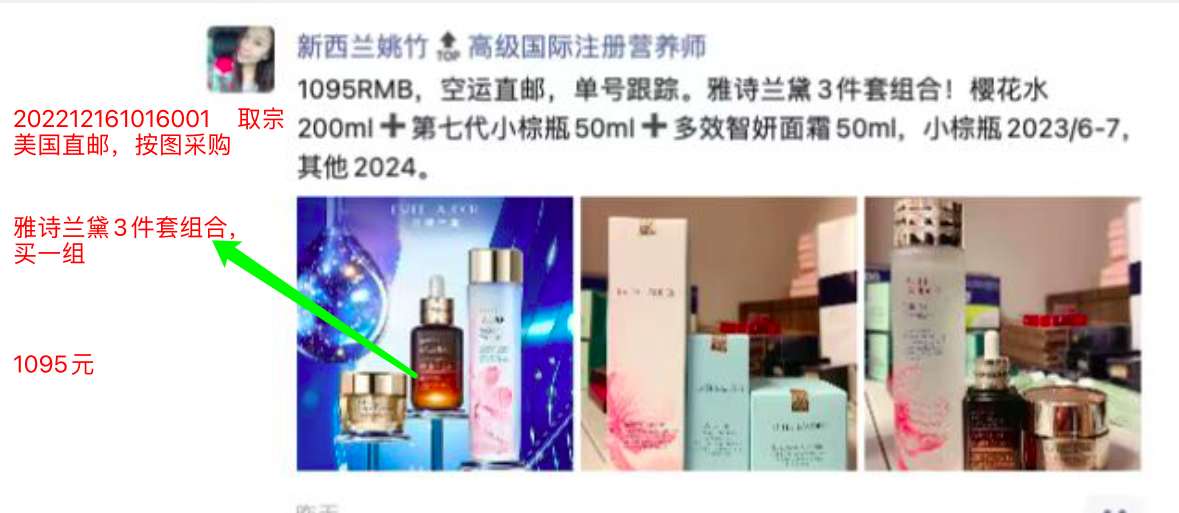 新西兰姚竹 TOP 高级国际注册营养师
1095RMB，空运直邮，单号跟踪。雅诗兰黛3件套组合！樱花水
200ml➕第七代小棕瓶50ml➕多效智妍面霜50ml，小棕瓶2023/6-7，
其他2024。
202212161016001 取宗
美国直邮，按图采购
雅诗兰黛3件套组合，
买一组
1095元
ESTEE LAUDER
昨天